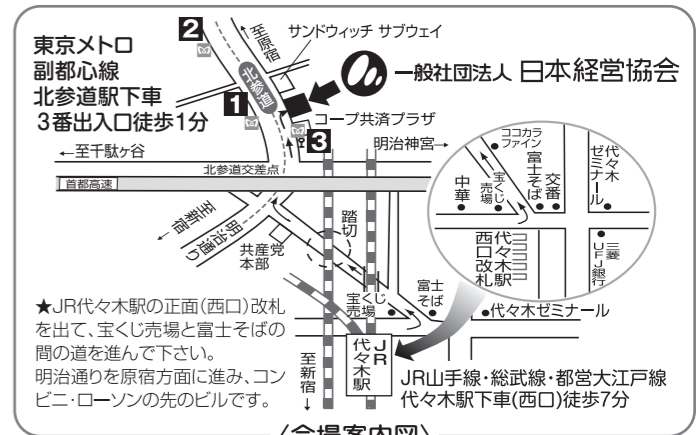 東京メトロ
副都心線
北参道駅下車
3番出入口徒歩1分
2
至原宿
サンドウィッチ サブウェイ
北参道
一般社団法人 日本経営協会
1
コープ共済プラザ
3
←至千駄ヶ谷
明治神宮→
北参道交差点
首都高速
至新宿
明治通り
共産党
本部
踏切
宝くじ
売場
富士
そば
代々木ゼミナール
ココカラ
ファイン
中華
宝くじ
売場
富士そば
交番
代々木
ゼミナール
代々木駅
西口改札
三菱
UFJ銀行
★JR代々木駅の正面(西口)改札
を出て、宝くじ売場と富士そばの
間の道を進んで下さい。
明治通りを原宿方面に進み、コン
ビニ・ローソンの先のビルです。
至新宿
↓
JR
代々木駅
JR山手線・総武線・都営大江戸線
代々木駅下車(西口)徒歩7分
〈会場案内図〉